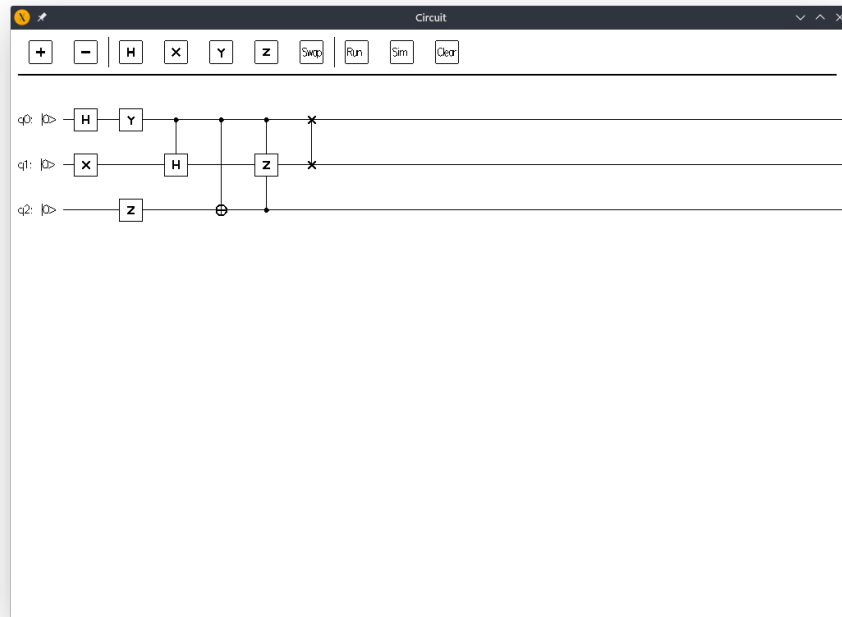 Circuit
+ − H X Y Z Swap Run Sim Clear
q0: |0> H Y
q1: |0> X H Z
q2: |0> Z